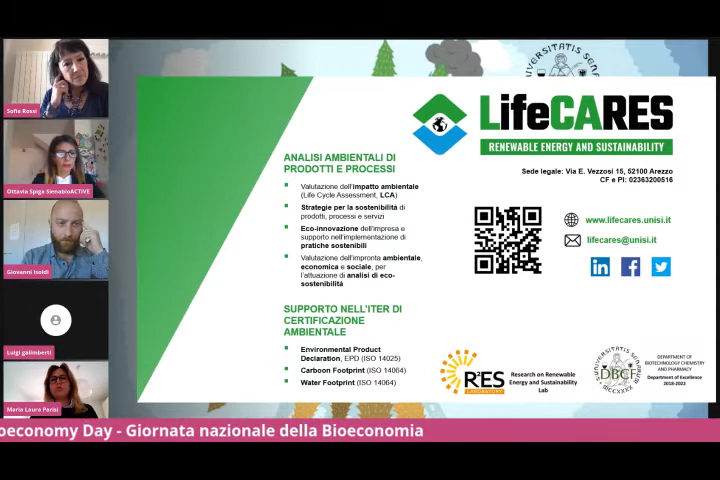 Sofia Rossi
Ottavia Spiga SienabioACTIVE
Giovanni Isoldi
Luigi galimberti
Maria Laura Parisi
VERSITATIS SEN
LifeCARES
RENEWABLE ENERGY AND SUSTAINABILITY
Sede legale: Via E. Vezzosi 15, 52100 Arezzo
CF e PI: 02363200516
ANALISI AMBIENTALI DI
PRODOTTI E PROCESSI
Valutazione dell'impatto ambientale
(Life Cycle Assessment, LCA)
Strategie per la sostenibilità di
prodotti, processi e servizi
Eco-innovazione dell'impresa e
supporto nell'implementazione di
pratiche sostenibili
Valutazione dell'impronta ambientale,
economica e sociale, per
l'attuazione di analisi di eco-
sostenibilità
SUPPORTO NELL'ITER DI
CERTIFICAZIONE
AMBIENTALE
Environmental Product
Declaration, EPD (ISO 14025)
Carboon Footprint (ISO 14064)
Water Footprint (ISO 14064)
www.lifecares.unisi.it
lifecares@unisi.it
in f
R²ES
LABORATORY
Research on Renewable
Energy and Sustainability
Lab
DBCF
DEPARTMENT OF
BIOTECHNOLOGY CHEMISTRY
AND PHARMACY
Department of Excellence
2018-2022
oeconomy Day - Giornata nazionale della Bioeconomia